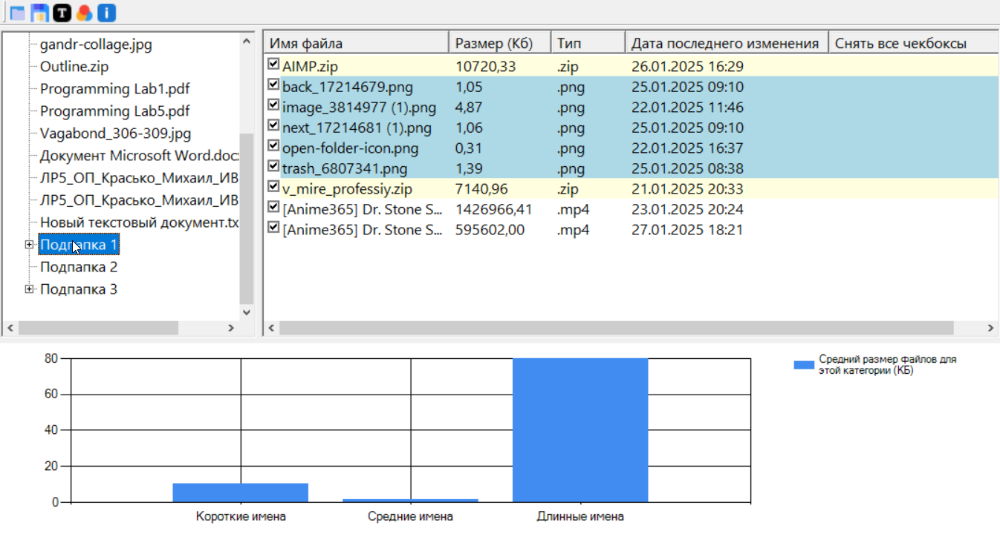 T
i
gandr-collage.jpg
Outline.zip
Programming Lab1.pdf
Programming Lab5.pdf
Vagabond_306-309.jpg
Документ Microsoft Word.doc
ЛР5_ОП_Красько_Михаил_ИВ
ЛР5_ОП_Красько_Михаил_ИВ
Новый текстовый документ.tx
Подпапка 1
Подпапка 2
Подпапка 3
Имя файла Размер (Кб) Тип Дата последнего изменения Снять все чекбоксы
AIMP.zip 10720,33 .zip 26.01.2025 16:29
back_17214679.png 1,05 .png 25.01.2025 09:10
image_3814977 (1).png 4,87 .png 22.01.2025 11:46
next_17214681 (1).png 1,06 .png 25.01.2025 09:10
open-folder-icon.png 0,31 .png 22.01.2025 16:37
trash_6807341.png 1,39 .png 25.01.2025 08:38
v_mire_professiy.zip 7140,96 .zip 21.01.2025 20:33
[Anime365] Dr. Stone S... 1426966,41 .mp4 23.01.2025 20:24
[Anime365] Dr. Stone S... 595602,00 .mp4 27.01.2025 18:21
80
60
40
20
0
Короткие имена Средние имена Длинные имена
Средний размер файлов для
этой категории (КБ)